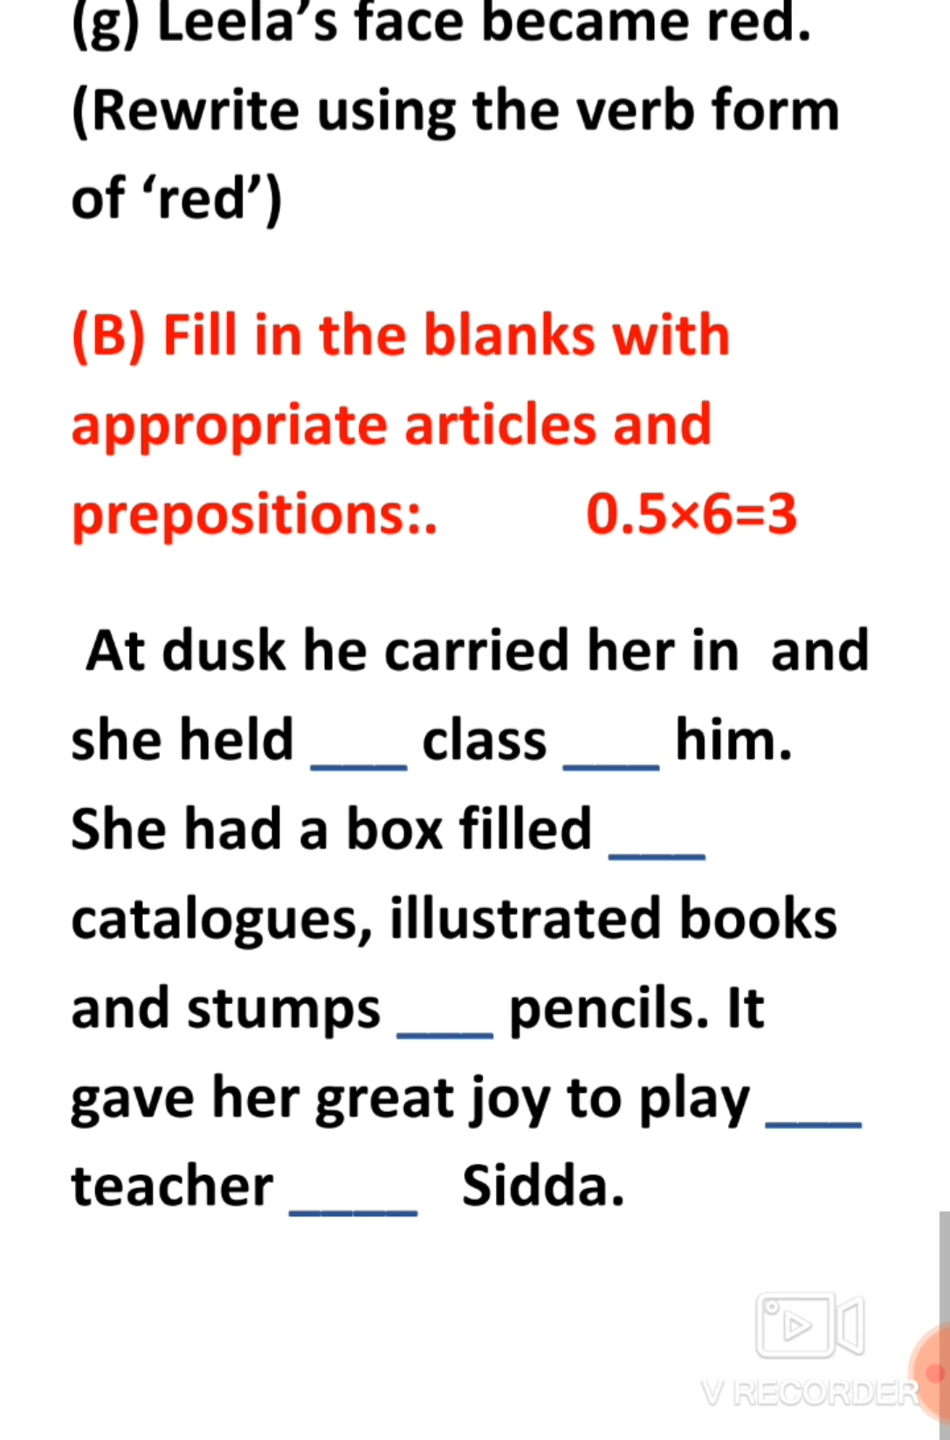 (g) Leela’s face became red.
(Rewrite using the verb form
of ‘red’)
(B) Fill in the blanks with
appropriate articles and
prepositions:. 0.5×6=3
At dusk he carried her in and
she held ___ class ___ him.
She had a box filled ___
catalogues, illustrated books
and stumps ___ pencils. It
gave her great joy to play ___
teacher ____ Sidda.
V RECORDER